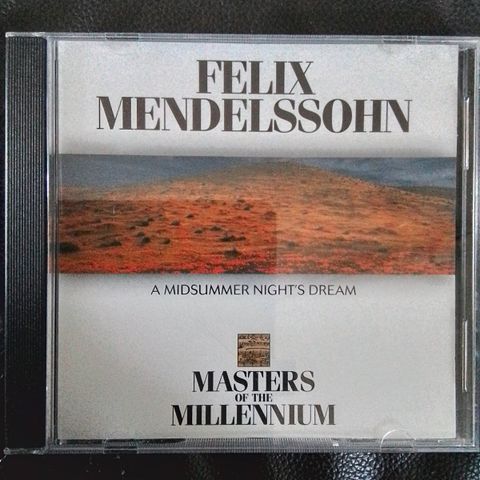 FELIX
MENDELSSOHN
A MIDSUMMER NIGHT'S DREAM
MASTERS
OF THE
MILLENNIUM